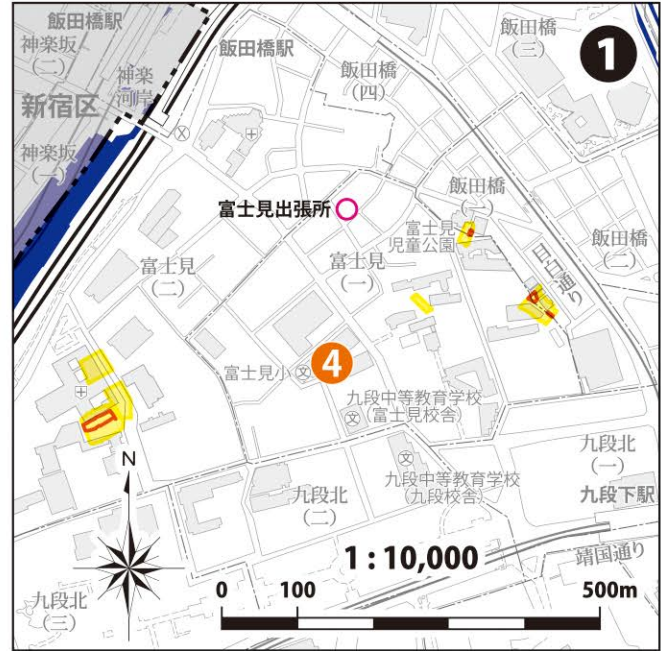 飯田橋駅
神楽坂
（二）
神楽
河岸
新宿区
神楽坂
（一）
飯田橋駅
飯田橋
（四）
飯田橋
（三）
1
富士見出張所
飯田橋
（一）
富士見
児童公園
目白通り
飯田橋
（二）
富士見
（二）
富士見
（一）
富士見小
文
4
九段中等教育学校
（富士見校舎）
文
文
九段中等教育学校
（九段校舎）
九段北
（一）
九段下駅
九段北
（二）
靖国通り
N
九段北
（三）
1：10,000
0 100 500m